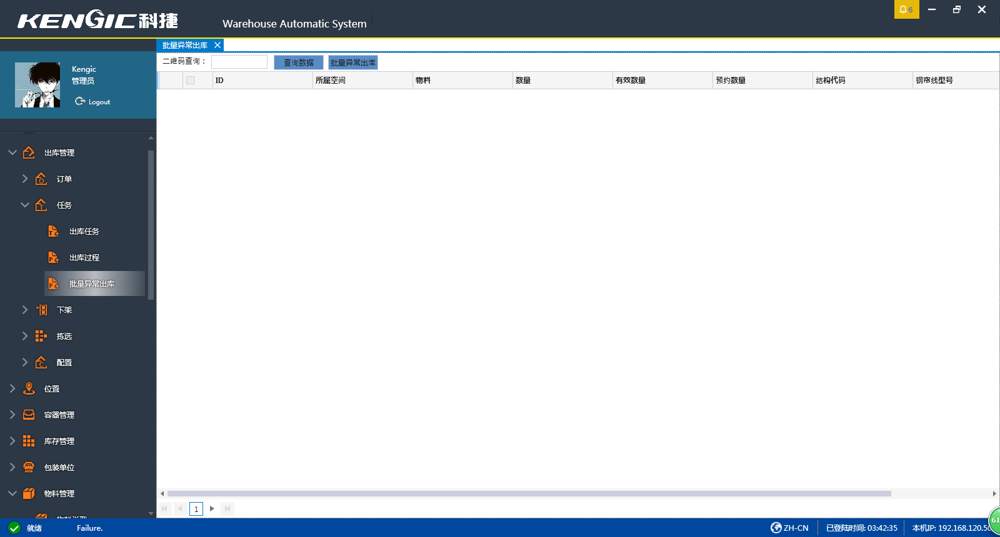 KENGIC科捷
Warehouse Automatic System
6
批量异常出库
Kengic
管理员
Logout
二维码查询：
查询数据
批量异常出库
ID
所属空间
物料
数量
有效数量
预约数量
结构代码
钢帘线型号
出库管理
订单
任务
出库任务
出库过程
批量异常出库
下架
拣选
配置
位置
容器管理
库存管理
包装单位
物料管理
1
就绪
Failure.
ZH-CN
已登陆时间: 03:42:35
本机IP: 192.168.120.50
61